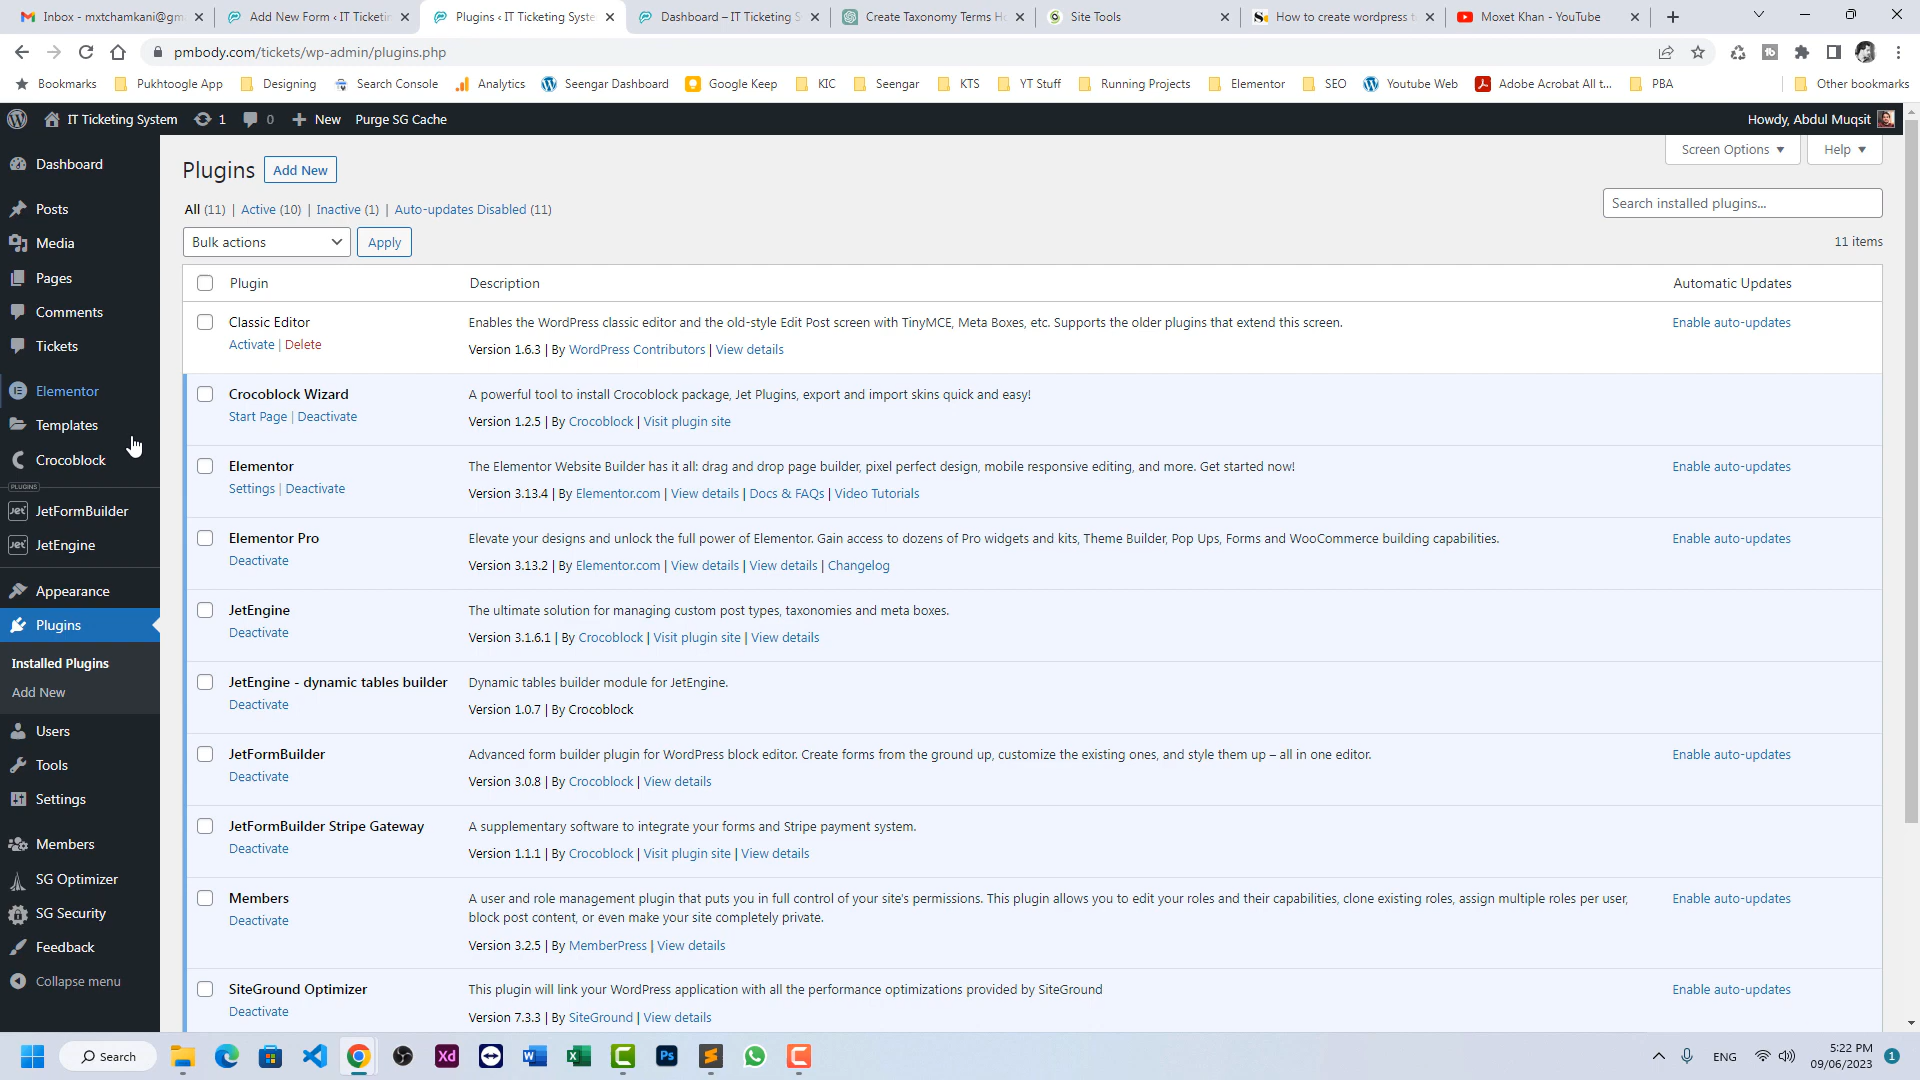 Inbox - mxtchamkani@gm
Add New Form ‹ IT Ticketin
Plugins ‹ IT Ticketing Syste
Dashboard – IT Ticketing S
Create Taxonomy Terms H
Site Tools
How to create wordpress t
Moxet Khan - YouTube
pmbody.com/tickets/wp-admin/plugins.php
Bookmarks
Pukhtoogle App
Designing
Search Console
Analytics
Seengar Dashboard
Google Keep
KIC
Seengar
KTS
YT Stuff
Running Projects
Elementor
SEO
Youtube Web
Adobe Acrobat All t...
PBA
Other bookmarks
IT Ticketing System
1
0
New
Purge SG Cache
Howdy, Abdul Muqsit
Dashboard
Posts
Media
Pages
Comments
Tickets
Elementor
Templates
Crocoblock
PLUGINS
JetFormBuilder
JetEngine
Appearance
Plugins
Installed Plugins
Add New
Users
Tools
Settings
Members
SG Optimizer
SG Security
Feedback
Collapse menu
Plugins
Add New
Screen Options
Help
All (11) | Active (10) | Inactive (1) | Auto-updates Disabled (11)
Search installed plugins...
Bulk actions
Apply
11 items
Plugin
Description
Automatic Updates
Classic Editor
Activate | Delete
Enables the WordPress classic editor and the old-style Edit Post screen with TinyMCE, Meta Boxes, etc. Supports the older plugins that extend this screen.
Version 1.6.3 | By WordPress Contributors | View details
Enable auto-updates
Crocoblock Wizard
Start Page | Deactivate
A powerful tool to install Crocoblock package, Jet Plugins, export and import skins quick and easy!
Version 1.2.5 | By Crocoblock | Visit plugin site
Elementor
Settings | Deactivate
The Elementor Website Builder has it all: drag and drop page builder, pixel perfect design, mobile responsive editing, and more. Get started now!
Version 3.13.4 | By Elementor.com | View details | Docs & FAQs | Video Tutorials
Enable auto-updates
Elementor Pro
Deactivate
Elevate your designs and unlock the full power of Elementor. Gain access to dozens of Pro widgets and kits, Theme Builder, Pop Ups, Forms and WooCommerce building capabilities.
Version 3.13.2 | By Elementor.com | View details | View details | Changelog
Enable auto-updates
JetEngine
Deactivate
The ultimate solution for managing custom post types, taxonomies and meta boxes.
Version 3.1.6.1 | By Crocoblock | Visit plugin site | View details
JetEngine - dynamic tables builder
Deactivate
Dynamic tables builder module for JetEngine.
Version 1.0.7 | By Crocoblock
JetFormBuilder
Deactivate
Advanced form builder plugin for WordPress block editor. Create forms from the ground up, customize the existing ones, and style them up – all in one editor.
Version 3.0.8 | By Crocoblock | View details
Enable auto-updates
JetFormBuilder Stripe Gateway
Deactivate
A supplementary software to integrate your forms and Stripe payment system.
Version 1.1.1 | By Crocoblock | Visit plugin site | View details
Members
Deactivate
A user and role management plugin that puts you in full control of your site's permissions. This plugin allows you to edit your roles and their capabilities, clone existing roles, assign multiple roles per user,
block post content, or even make your site completely private.
Version 3.2.5 | By MemberPress | View details
Enable auto-updates
SiteGround Optimizer
Deactivate
This plugin will link your WordPress application with all the performance optimizations provided by SiteGround
Version 7.3.3 | By SiteGround | View details
Enable auto-updates
Search
ENG
5:22 PM
09/06/2023
1